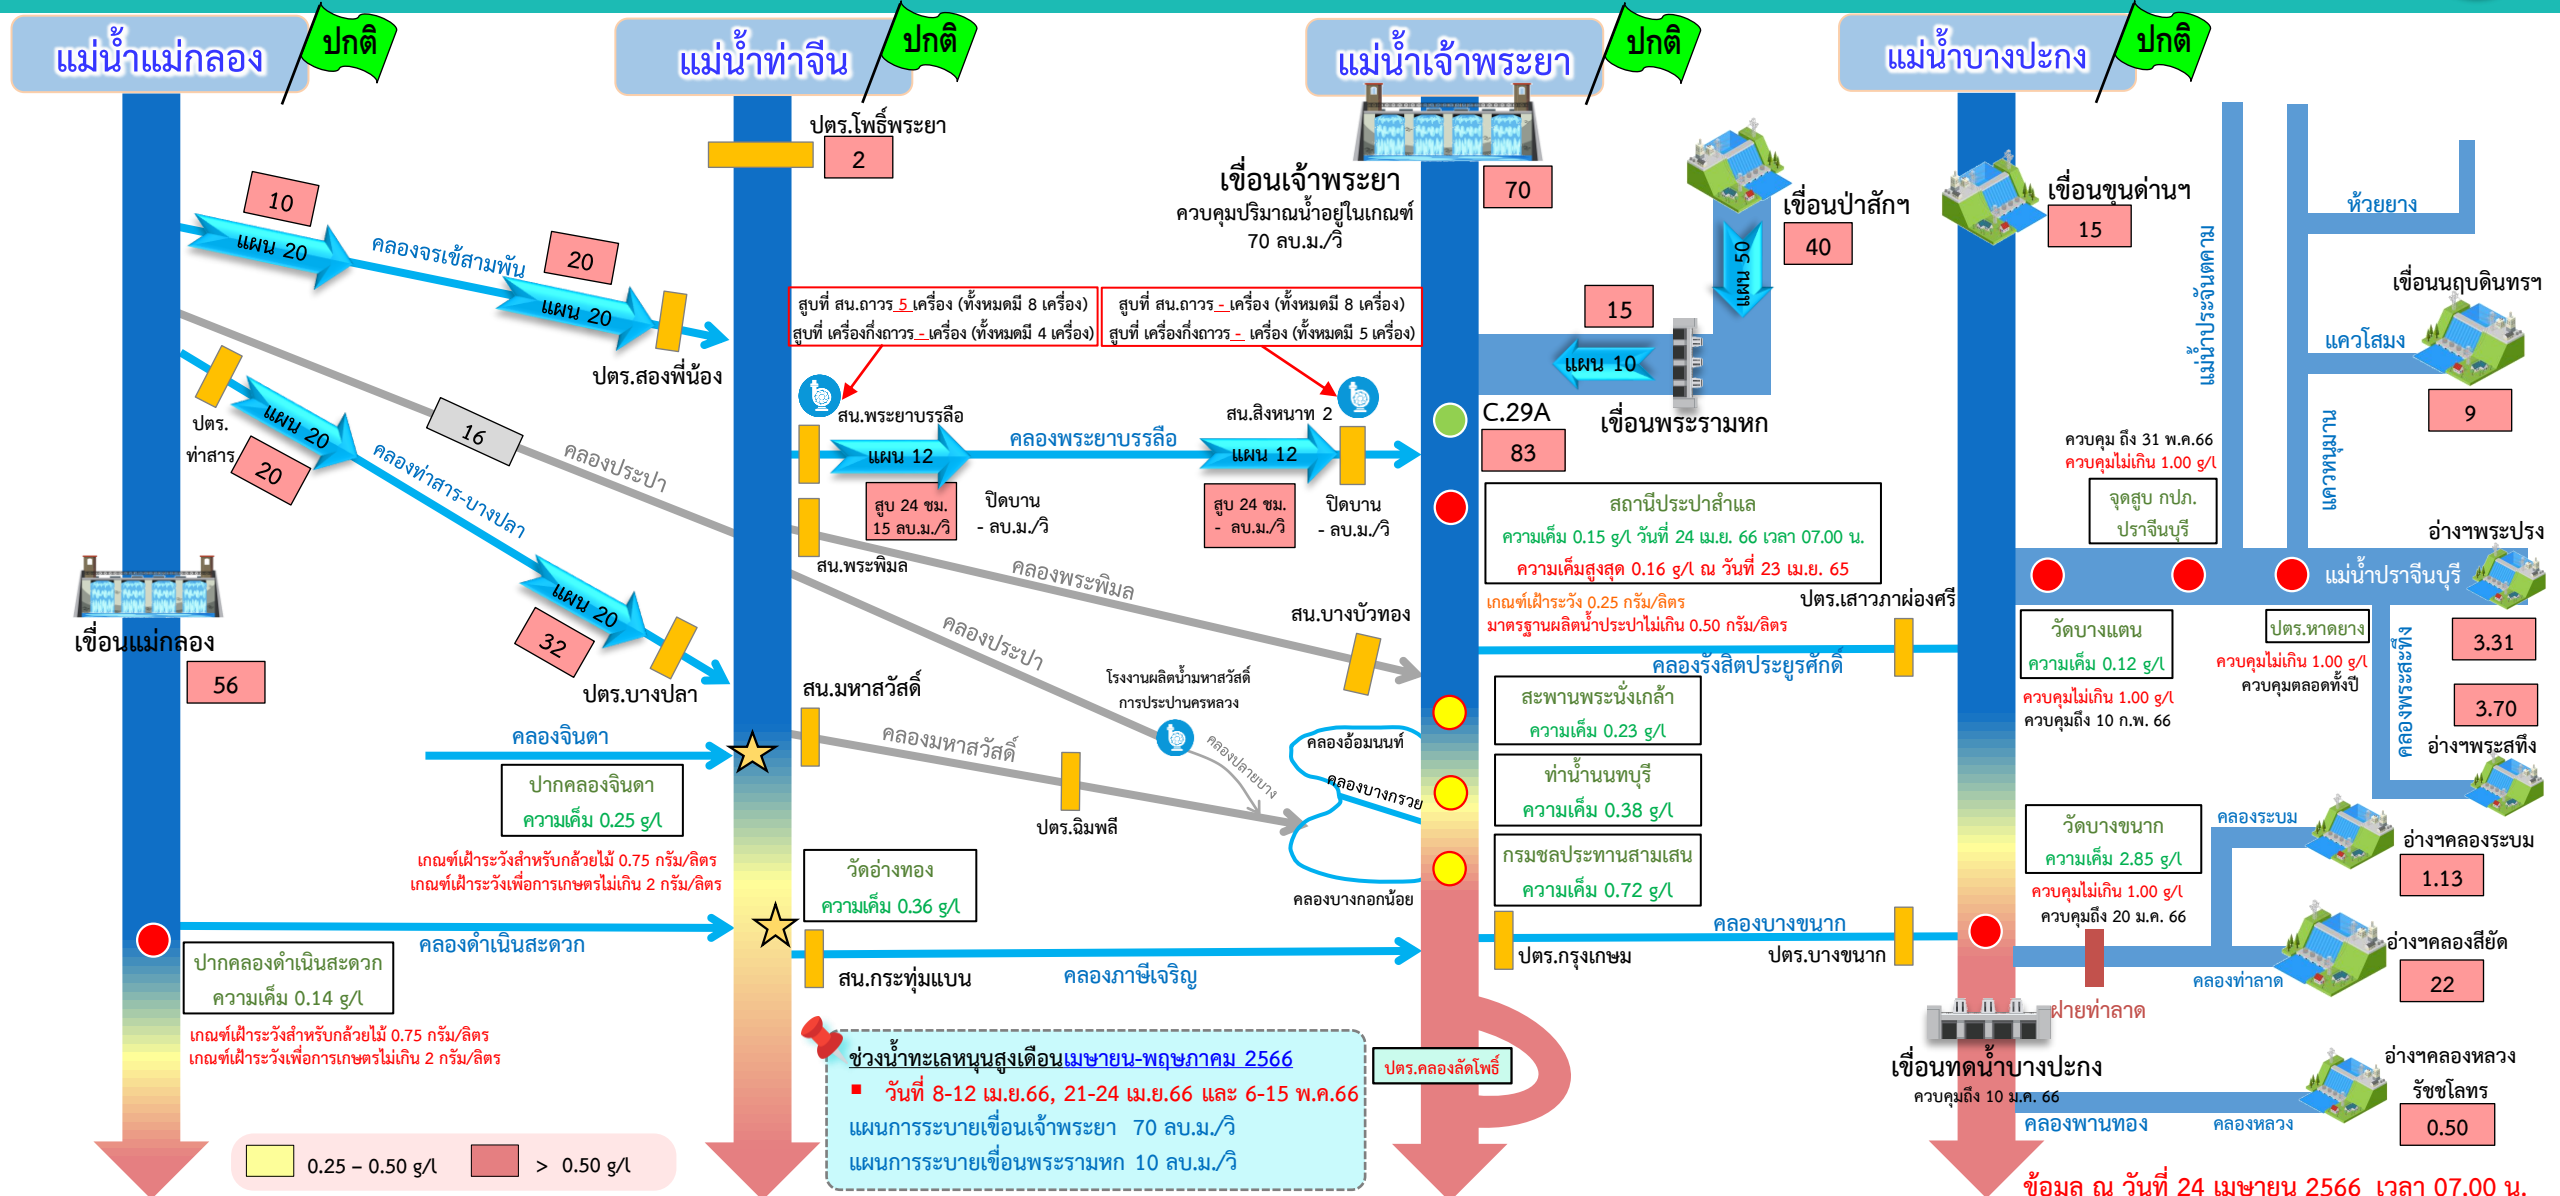 แม่น้ำแม่กลอง
ปกติ
แม่น้ำท่าจีน
ปกติ
แม่น้ำเจ้าพระยา
ปกติ
แม่น้ำบางปะกง
ปกติ
10
แผน 20
คลองจรเข้สามพัน
20
แผน 20
ปตร.สองพี่น้อง
ปตร.
ท่าสาร
แผน 20
20
16
คลองประปา
คลองท่าสาร-บางปลา
แผน 20
32
ปตร.บางปลา
เขื่อนแม่กลอง
56
คลองจินดา
ปากคลองจินดา
ความเค็ม 0.25 g/l
เกณฑ์เฝ้าระวังสำหรับกล้วยไม้ 0.75 กรัม/ลิตร
เกณฑ์เฝ้าระวังเพื่อการเกษตรไม่เกิน 2 กรัม/ลิตร
คลองดำเนินสะดวก
ปากคลองดำเนินสะดวก
ความเค็ม 0.14 g/l
เกณฑ์เฝ้าระวังสำหรับกล้วยไม้ 0.75 กรัม/ลิตร
เกณฑ์เฝ้าระวังเพื่อการเกษตรไม่เกิน 2 กรัม/ลิตร
0.25 – 0.50 g/l
> 0.50 g/l
ปตร.โพธิ์พระยา
2
สูบที่ สน.ถาวร 5 เครื่อง (ทั้งหมดมี 8 เครื่อง)
สูบที่ เครื่องกึ่งถาวร - เครื่อง (ทั้งหมดมี 4 เครื่อง)
สูบที่ สน.ถาวร - เครื่อง (ทั้งหมดมี 8 เครื่อง)
สูบที่ เครื่องกึ่งถาวร - เครื่อง (ทั้งหมดมี 5 เครื่อง)
สน.พระยาบรรลือ
แผน 12
คลองพระยาบรรลือ
สน.สิงหนาท 2
แผน 12
สูบ 24 ชม.
15 ลบ.ม./วิ
ปิดบาน
- ลบ.ม./วิ
สูบ 24 ชม.
- ลบ.ม./วิ
ปิดบาน
- ลบ.ม./วิ
สน.พระพิมล
คลองพระพิมล
สน.บางบัวทอง
คลองประปา
โรงงานผลิตน้ำมหาสวัสดิ์
การประปานครหลวง
สน.มหาสวัสดิ์
คลองมหาสวัสดิ์
คลองปลายบาง
ปตร.ฉิมพลี
คลองอ้อมนนท์
คลองบางกรวย
คลองบางกอกน้อย
วัดอ่างทอง
ความเค็ม 0.36 g/l
สน.กระทุ่มแบน
คลองภาษีเจริญ
ช่วงน้ำทะเลหนุนสูงเดือนเมษายน-พฤษภาคม 2566
▪ วันที่ 8-12 เม.ย.66, 21-24 เม.ย.66 และ 6-15 พ.ค.66
แผนการระบายเขื่อนเจ้าพระยา 70 ลบ.ม./วิ
แผนการระบายเขื่อนพระรามหก 10 ลบ.ม./วิ
ปตร.คลองลัดโพธิ์
เขื่อนเจ้าพระยา
ควบคุมปริมาณน้ำอยู่ในเกณฑ์
70 ลบ.ม./วิ
70
เขื่อนป่าสักฯ
40
แผน 50
15
แผน 10
เขื่อนพระรามหก
C.29A
83
สถานีประปาสำแล
ความเค็ม 0.15 g/l วันที่ 24 เม.ย. 66 เวลา 07.00 น.
ความเค็มสูงสุด 0.16 g/l ณ วันที่ 23 เม.ย. 65
เกณฑ์เฝ้าระวัง 0.25 กรัม/ลิตร
มาตรฐานผลิตน้ำประปาไม่เกิน 0.50 กรัม/ลิตร
ปตร.เสาวภาผ่องศรี
คลองรังสิตประยูรศักดิ์
สะพานพระนั่งเกล้า
ความเค็ม 0.23 g/l
ท่าน้ำนนทบุรี
ความเค็ม 0.38 g/l
กรมชลประทานสามเสน
ความเค็ม 0.72 g/l
คลองบางขนาก
ปตร.กรุงเกษม
ปตร.บางขนาก
เขื่อนขุนด่านฯ
15
แม่น้ำประจันตคาม
ห้วยยาง
เขื่อนนฤบดินทรฯ
แควโสมง
9
แควหนุมาน
ควบคุม ถึง 31 พ.ค.66
ควบคุมไม่เกิน 1.00 g/l
จุดสูบ กปภ.
ปราจีนบุรี
อ่างฯพระปรง
แม่น้ำปราจีนบุรี
3.31
วัดบางแตน
ความเค็ม 0.12 g/l
ควบคุมไม่เกิน 1.00 g/l
ควบคุมถึง 10 ก.พ. 66
ปตร.หาดยาง
ควบคุมไม่เกิน 1.00 g/l
ควบคุมตลอดทั้งปี
คลองพระสะทึง
3.70
อ่างฯพระสทึง
วัดบางขนาก
ความเค็ม 2.85 g/l
ควบคุมไม่เกิน 1.00 g/l
ควบคุมถึง 20 ม.ค. 66
คลองระบม
อ่างฯคลองระบม
1.13
อ่างฯคลองสียัด
22
คลองท่าลาด
ฝายท่าลาด
เขื่อนทดน้ำบางปะกง
ควบคุมถึง 10 ม.ค. 66
อ่างฯคลองหลวง
รัชชโลทร
0.50
คลองพานทอง
คลองหลวง
ข้อมูล ณ วันที่ 24 เมษายน 2566 เวลา 07.00 น.